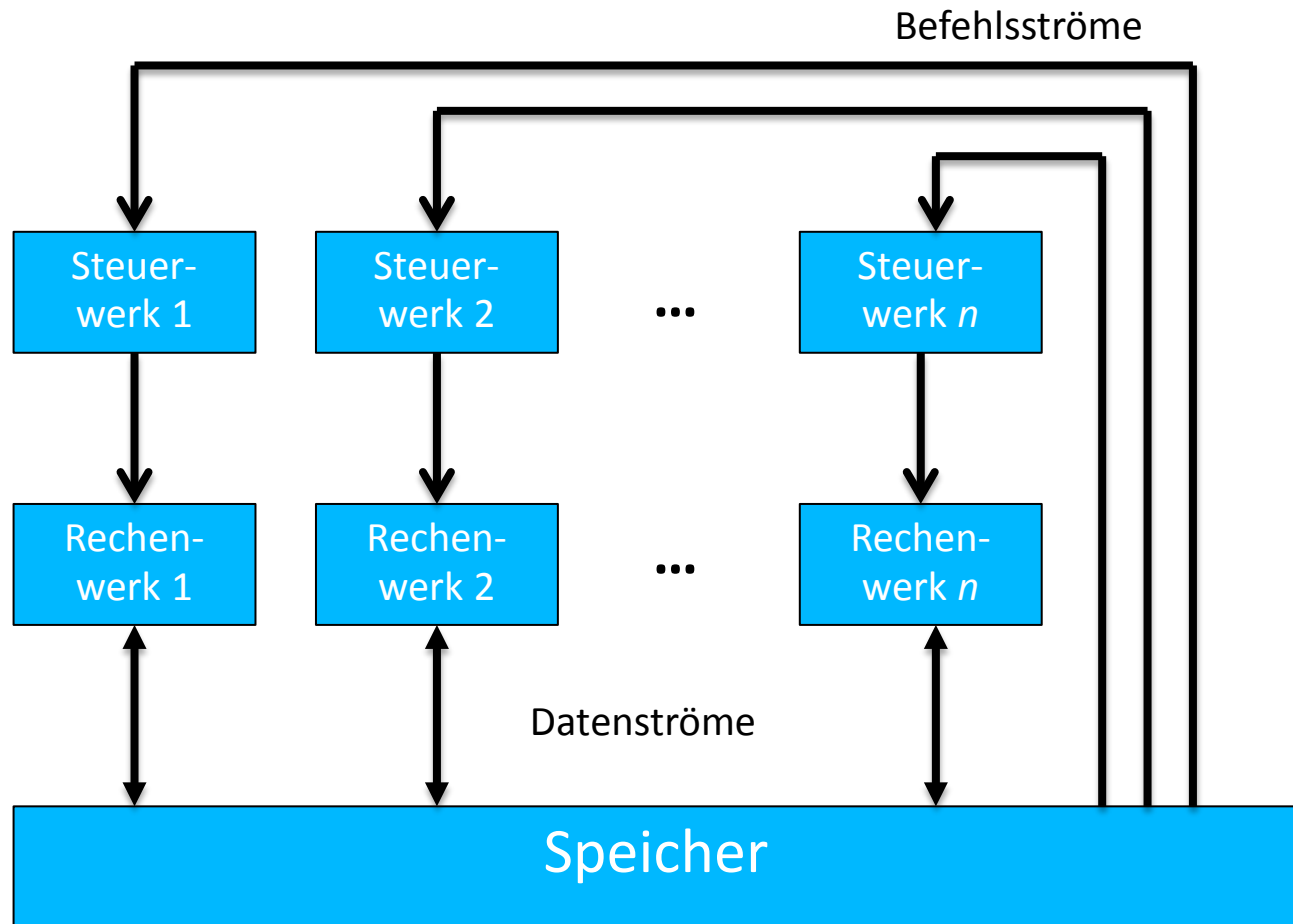 Befehlsströme
Steuer-
werk 1
Steuer-
werk 2
...
Steuer-
werk n
Rechen-
werk 1
Rechen-
werk 2
...
Rechen-
werk n
Datenströme
Speicher